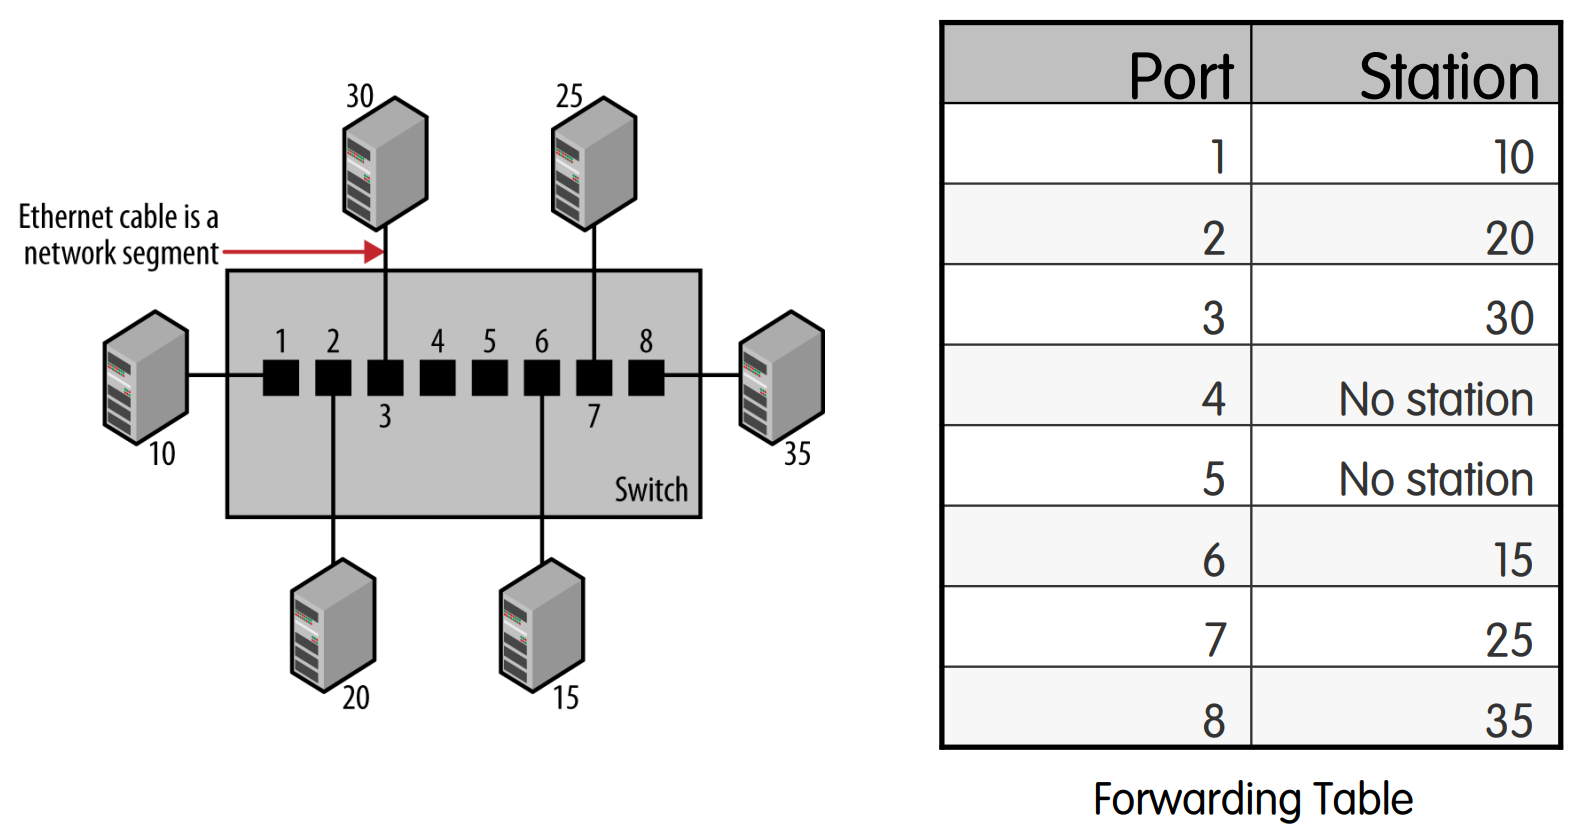 30
25
Ethernet cable is a
network segment
1 2 4 5 6 8
3 7
10
35
Switch
20
15
Port Station
1 10
2 20
3 30
4 No station
5 No station
6 15
7 25
8 35
Forwarding Table